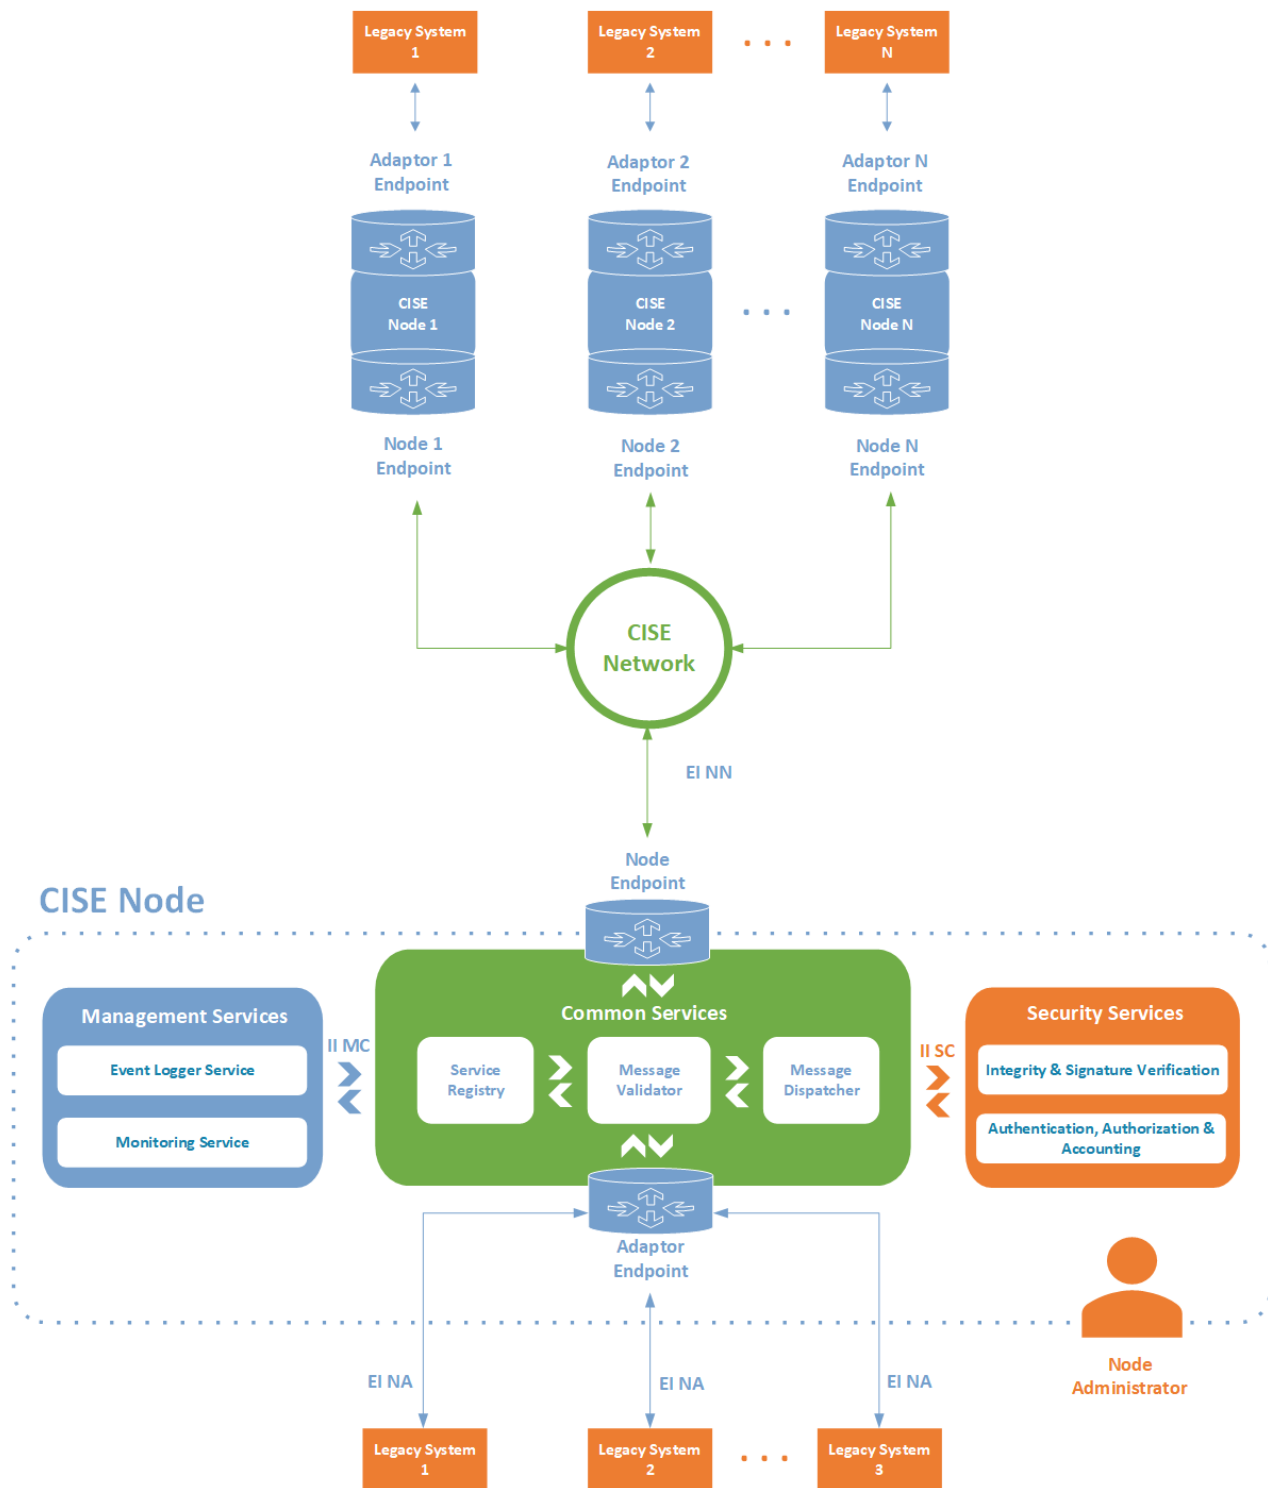 Legacy System
1
Legacy System
2
Legacy System
N
Adaptor 1
Endpoint
Adaptor 2
Endpoint
Adaptor N
Endpoint
CISE
Node 1
CISE
Node 2
CISE
Node N
Node 1
Endpoint
Node 2
Endpoint
Node N
Endpoint
CISE
Network
EI NN
Node
Endpoint
CISE Node
Management Services
Event Logger Service
Monitoring Service
II MC
Common Services
Service
Registry
Message
Validator
Message
Dispatcher
II SC
Security Services
Integrity & Signature Verification
Authentication, Authorization &
Accounting
Adaptor
Endpoint
Node
Administrator
EI NA
EI NA
EI NA
Legacy System
1
Legacy System
2
Legacy System
3